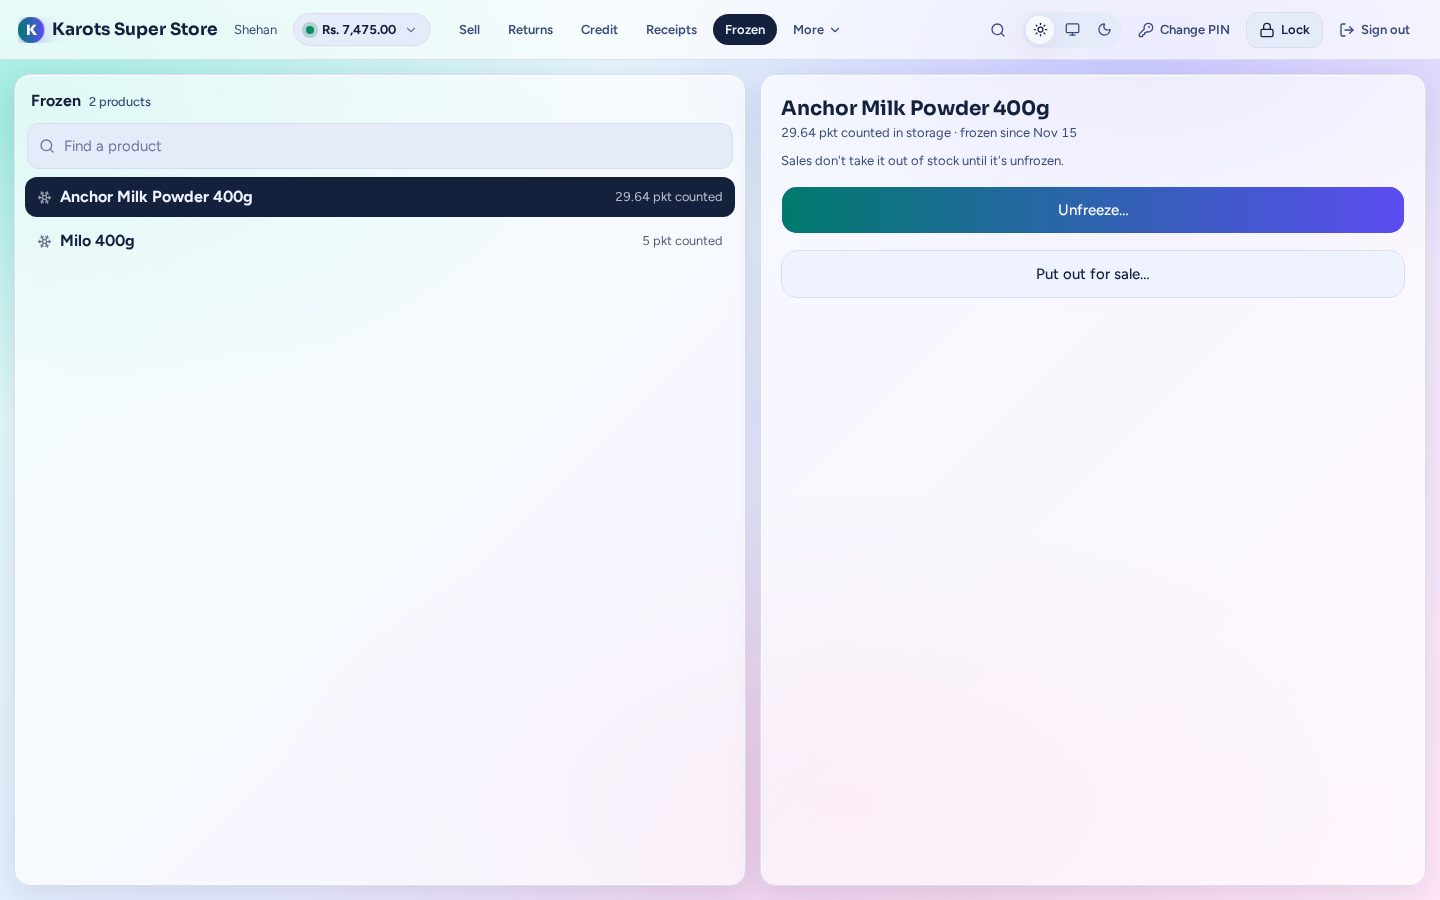 K Karots Super Store Shehan Rs. 7,475.00 Sell Returns Credit Receipts Frozen More Change PIN Lock Sign out
Frozen 2 products
Find a product
Anchor Milk Powder 400g 29.64 pkt counted
Milo 400g 5 pkt counted
Anchor Milk Powder 400g
29.64 pkt counted in storage · frozen since Nov 15
Sales don't take it out of stock until it's unfrozen.
Unfreeze...
Put out for sale...